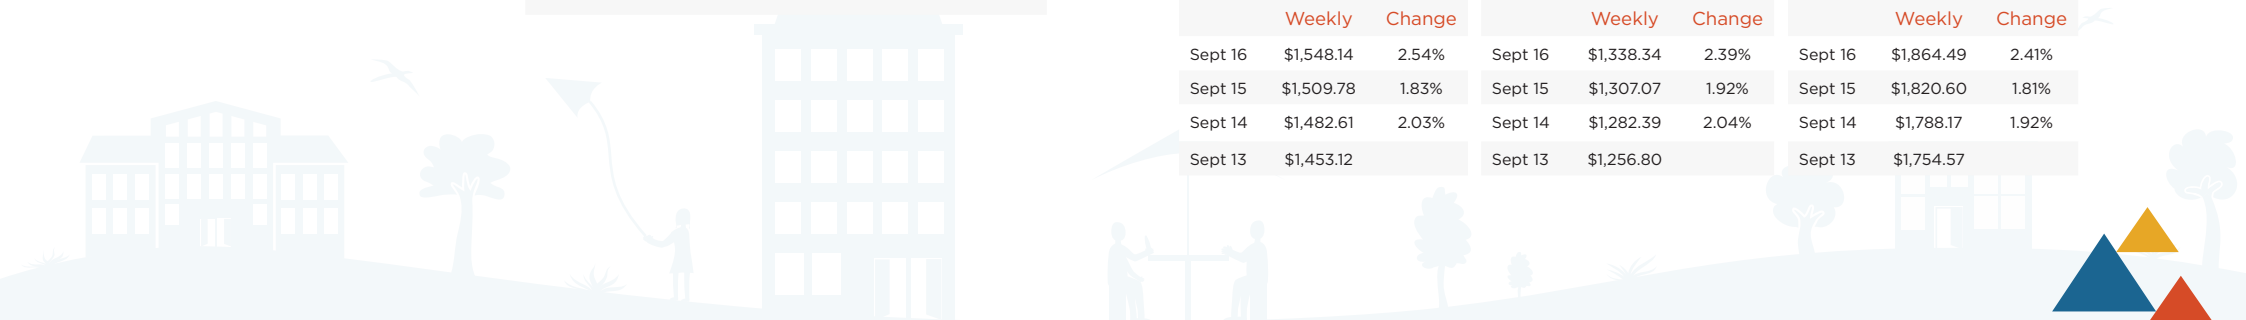 Weekly Change Weekly Change Weekly Change
Sept 16 $1,548.14 2.54% Sept 16 $1,338.34 2.39% Sept 16 $1,864.49 2.41%
Sept 15 $1,509.78 1.83% Sept 15 $1,307.07 1.92% Sept 15 $1,820.60 1.81%
Sept 14 $1,482.61 2.03% Sept 14 $1,282.39 2.04% Sept 14 $1,788.17 1.92%
Sept 13 $1,453.12 Sept 13 $1,256.80 Sept 13 $1,754.57